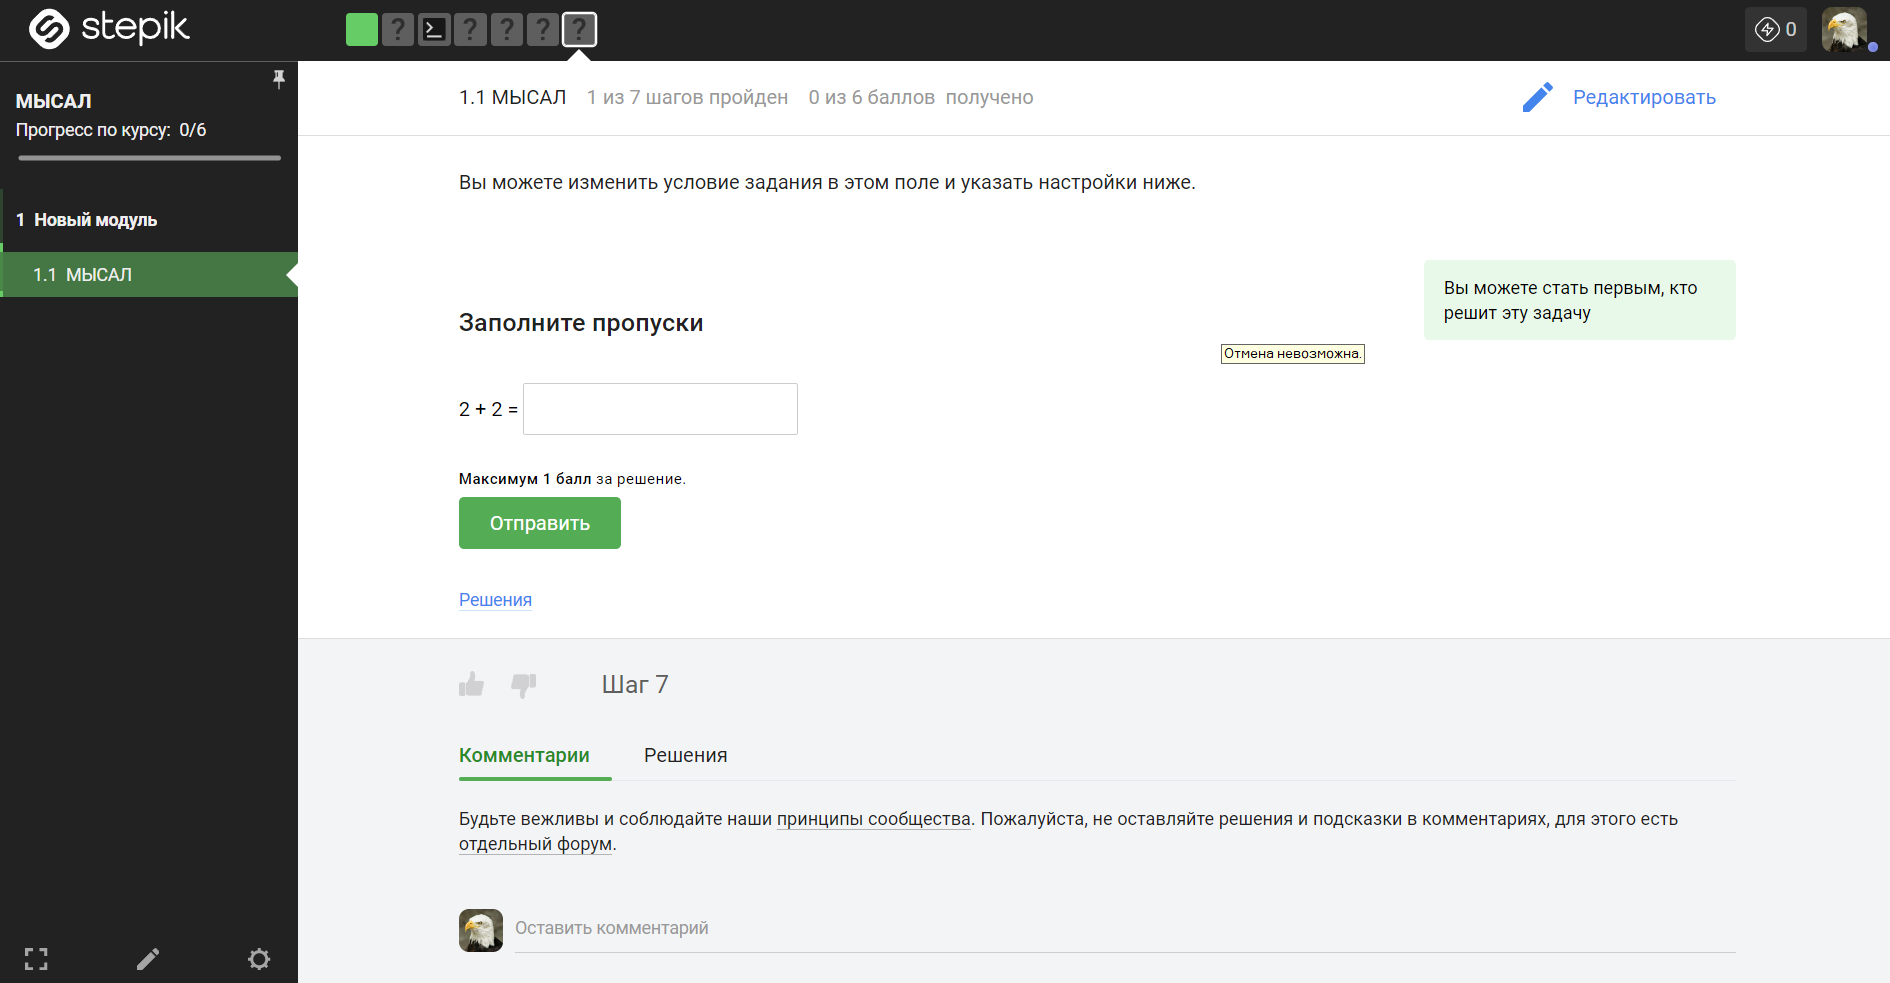 stepik
? ? ? ? ? ?
0
МЫСАЛ
Прогресс по курсу: 0/6
1 Новый модуль
1.1 МЫСАЛ
1.1 МЫСАЛ 1 из 7 шагов пройден 0 из 6 баллов получено
Редактировать
Вы можете изменить условие задания в этом поле и указать настройки ниже.
Вы можете стать первым, кто
решит эту задачу
Заполните пропуски
Отмена невозможна.
2 + 2 =
Максимум 1 балл за решение.
Отправить
Решения
Шаг 7
Комментарии Решения
Будьте вежливы и соблюдайте наши принципы сообщества. Пожалуйста, не оставляйте решения и подсказки в комментариях, для этого есть
отдельный форум.
Оставить комментарий